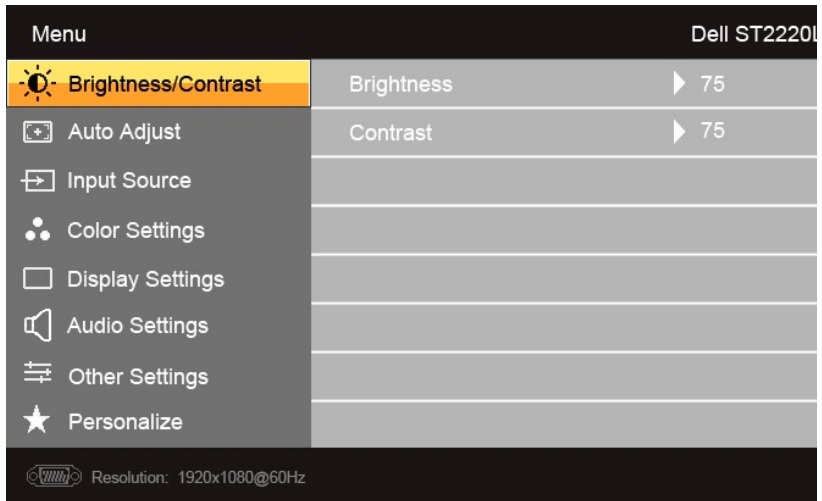 Menu Dell ST2220L
Brightness/Contrast Brightness 75
Auto Adjust Contrast 75
Input Source
Color Settings
Display Settings
Audio Settings
Other Settings
Personalize
Resolution: 1920x1080@60Hz